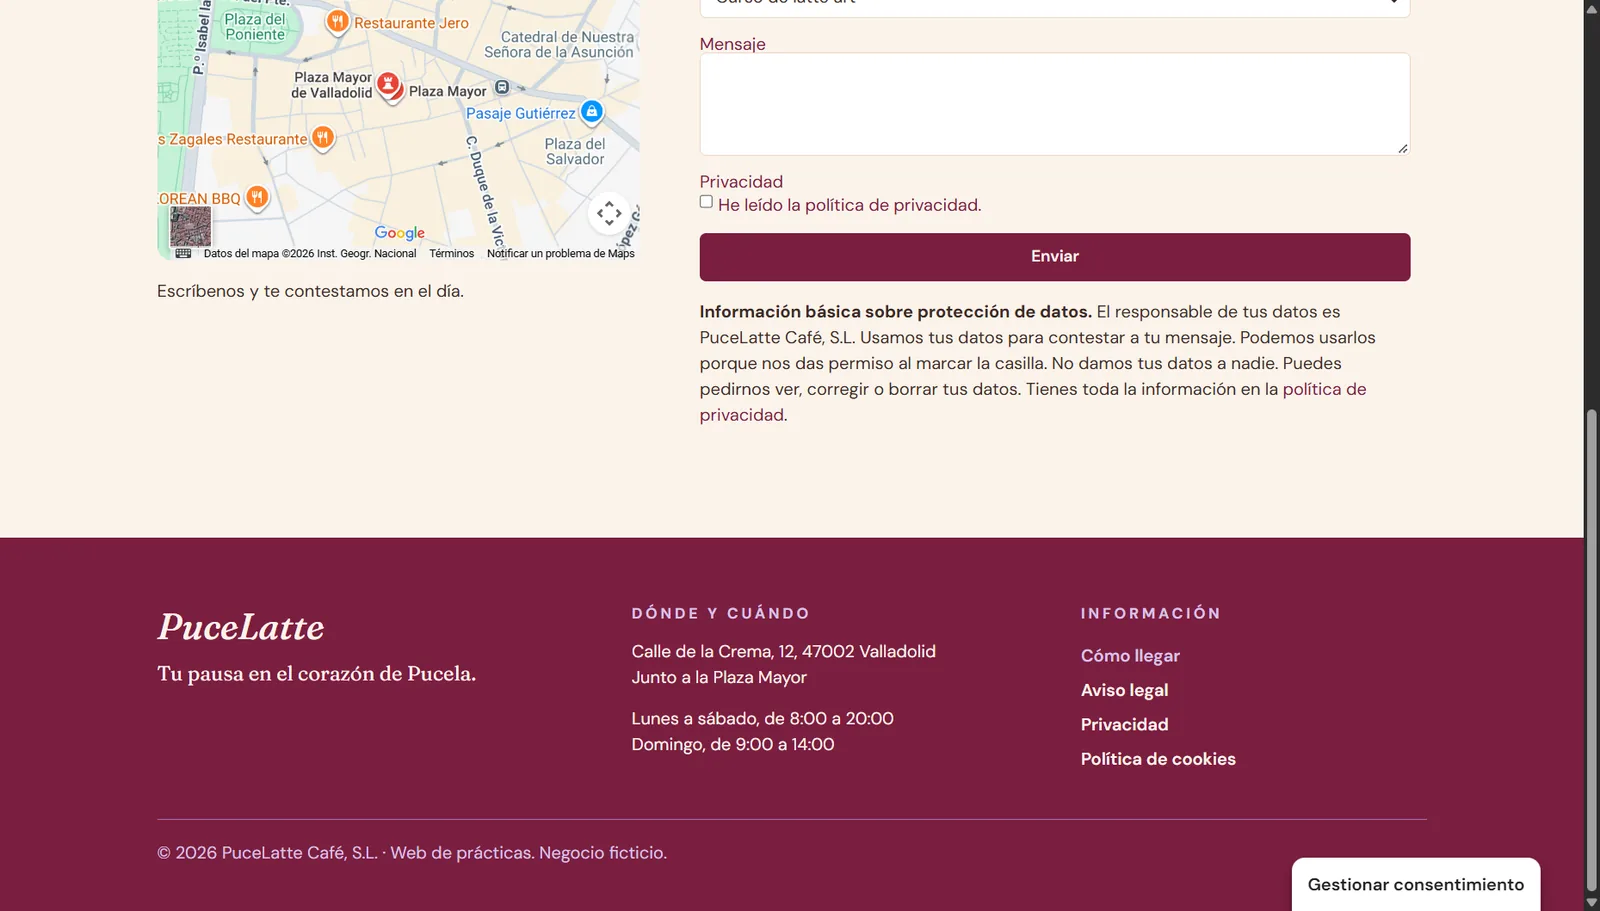 Plaza del
Poniente
P.º Isabel la
Restaurante Jero
Catedral de Nuestra
Señora de la Asunción
Plaza Mayor
de Valladolid
Plaza Mayor
Pasaje Gutiérrez
s Zagales Restaurante
Plaza del
Salvador
C. Duque de la Vic
OREAN BBQ
Google
Datos del mapa ©2026 Inst. Geogr. Nacional
Términos
Notificar un problema de Maps
Escríbenos y te contestamos en el día.
Curso de latte art
Mensaje
Privacidad
He leído la política de privacidad.
Enviar
Información básica sobre protección de datos. El responsable de tus datos es
PuceLatte Café, S.L. Usamos tus datos para contestar a tu mensaje. Podemos usarlos
porque nos das permiso al marcar la casilla. No damos tus datos a nadie. Puedes
pedirnos ver, corregir o borrar tus datos. Tienes toda la información en la política de
privacidad.
PuceLatte
Tu pausa en el corazón de Pucela.
DÓNDE Y CUÁNDO
Calle de la Crema, 12, 47002 Valladolid
Junto a la Plaza Mayor
Lunes a sábado, de 8:00 a 20:00
Domingo, de 9:00 a 14:00
INFORMACIÓN
Cómo llegar
Aviso legal
Privacidad
Política de cookies
© 2026 PuceLatte Café, S.L. · Web de prácticas. Negocio ficticio.
Gestionar consentimiento